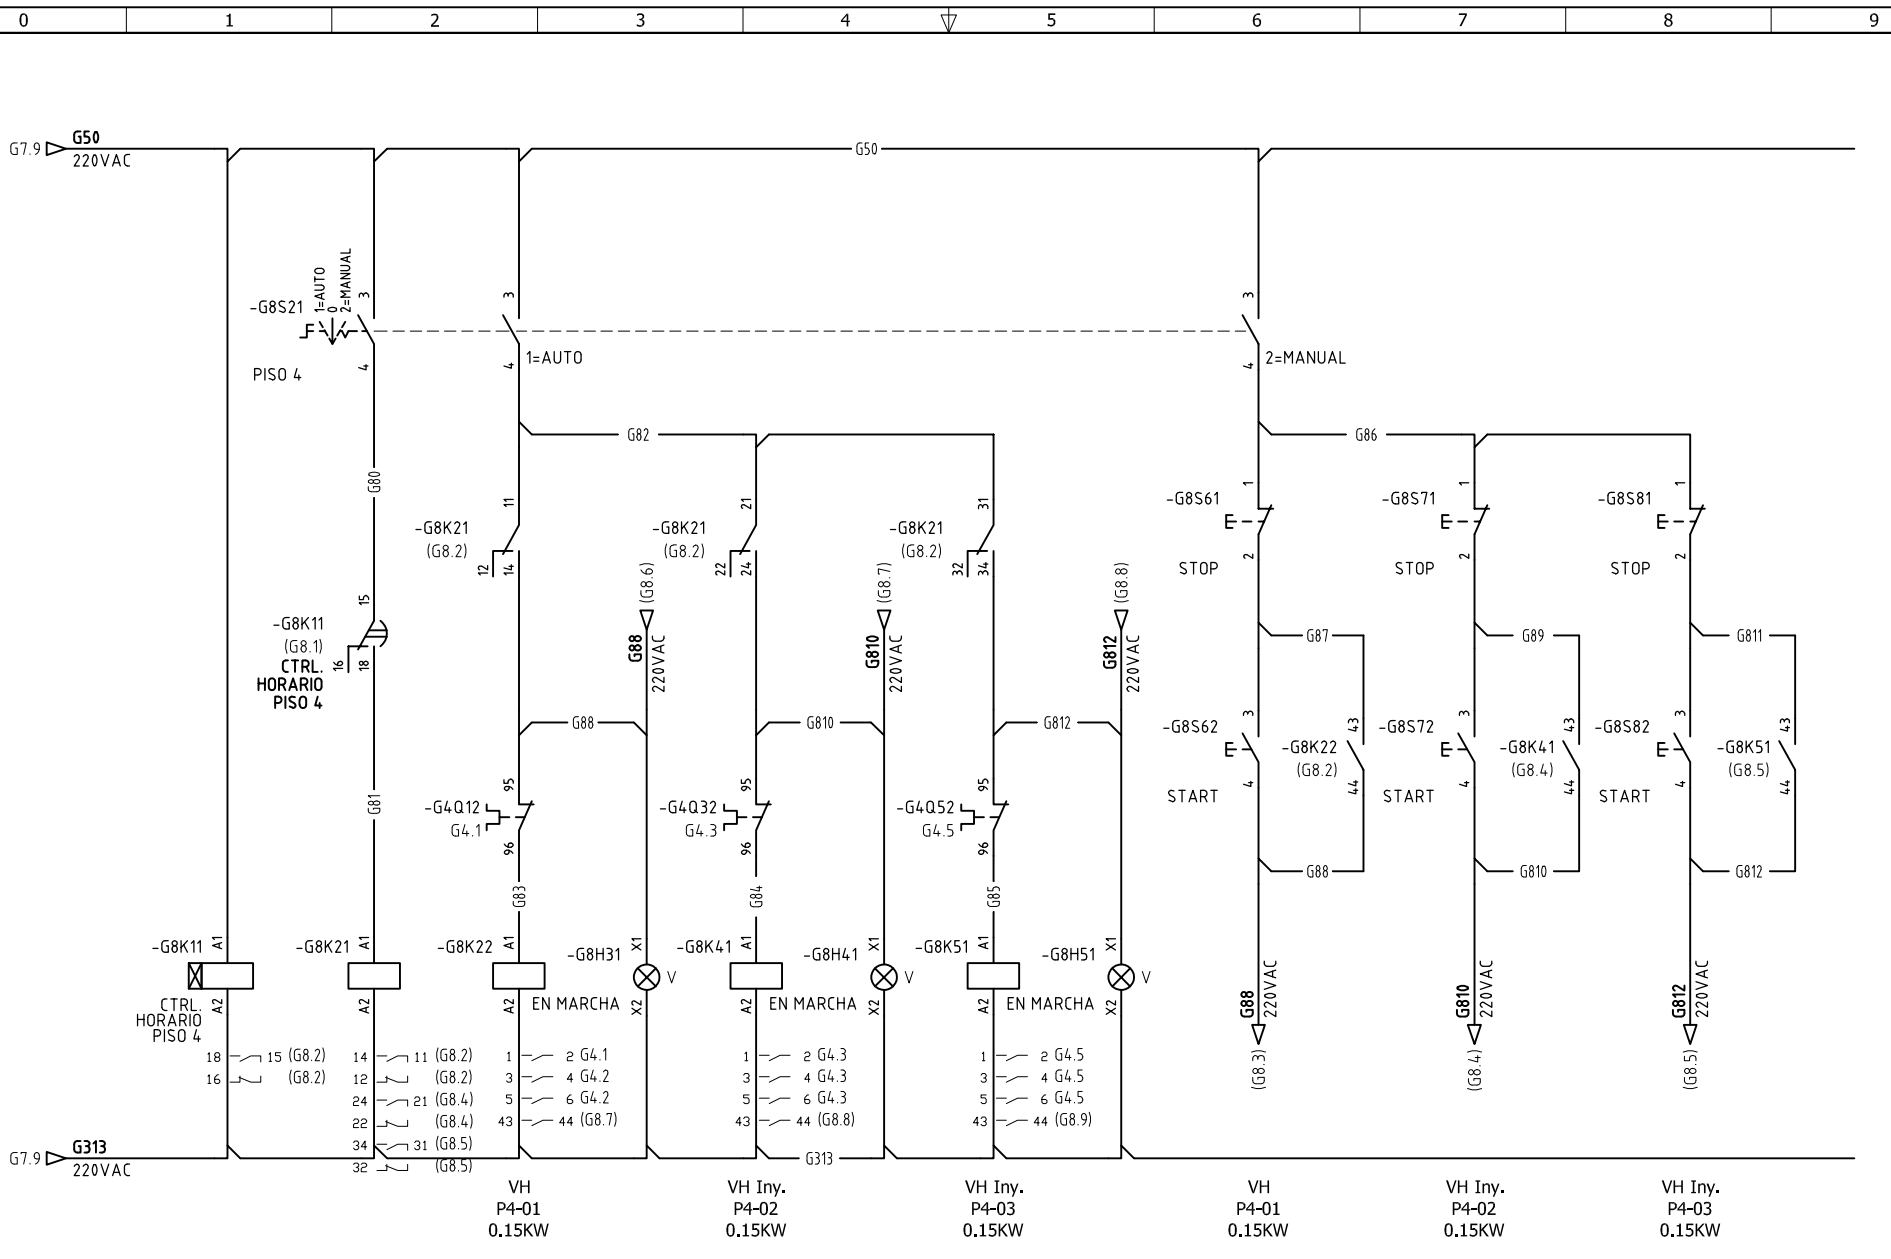 0 1 2 3 4 5 6 7 8 9
G7.9 G50
220VAC
G50
-G8S21
1=AUTO
0
2=MANUAL
3
4
PISO 4
3
4
1=AUTO
3
4
2=MANUAL
G82
G86
G80
-G8K21
(G8.2)
11
12
14
-G8K21
(G8.2)
21
22
24
-G8K21
(G8.2)
31
32
34
-G8S61
1
2
STOP
-G8S71
1
2
STOP
-G8S81
1
2
STOP
-G8K11
(G8.1)
CTRL.
HORARIO
PISO 4
15
16
18
(G8.6)
G88
220VAC
(G8.7)
G810
220VAC
(G8.8)
G812
220VAC
G87
G89
G811
G88
G810
G812
-G8S62
3
4
START
-G8K22
(G8.2)
43
44
-G8S72
3
4
START
-G8K41
(G8.4)
43
44
-G8S82
3
4
START
-G8K51
(G8.5)
43
44
G81
-G4Q12
G4.1
95
96
-G4Q32
G4.3
95
96
-G4Q52
G4.5
95
96
G88
G810
G812
G83
G84
G85
-G8K11
A1
A2
CTRL.
HORARIO
PISO 4
-G8K21
A1
A2
-G8K22
A1
A2
-G8H31
X1
X2
V
EN MARCHA
-G8K41
A1
A2
-G8H41
X1
X2
V
EN MARCHA
-G8K51
A1
A2
-G8H51
X1
X2
V
EN MARCHA
G88
220VAC
(G8.3)
G810
220VAC
(G8.4)
G812
220VAC
(G8.5)
18 15 (G8.2)
16 (G8.2)
14 11 (G8.2)
12 (G8.2)
24 21 (G8.4)
22 (G8.4)
34 31 (G8.5)
32 (G8.5)
1 2 G4.1
3 4 G4.2
5 6 G4.2
43 44 (G8.7)
1 2 G4.3
3 4 G4.3
5 6 G4.3
43 44 (G8.8)
1 2 G4.5
3 4 G4.5
5 6 G4.5
43 44 (G8.9)
G7.9 G313
220VAC
G313
VH
P4-01
0.15KW
VH Iny.
P4-02
0.15KW
VH Iny.
P4-03
0.15KW
VH
P4-01
0.15KW
VH Iny.
P4-02
0.15KW
VH Iny.
P4-03
0.15KW